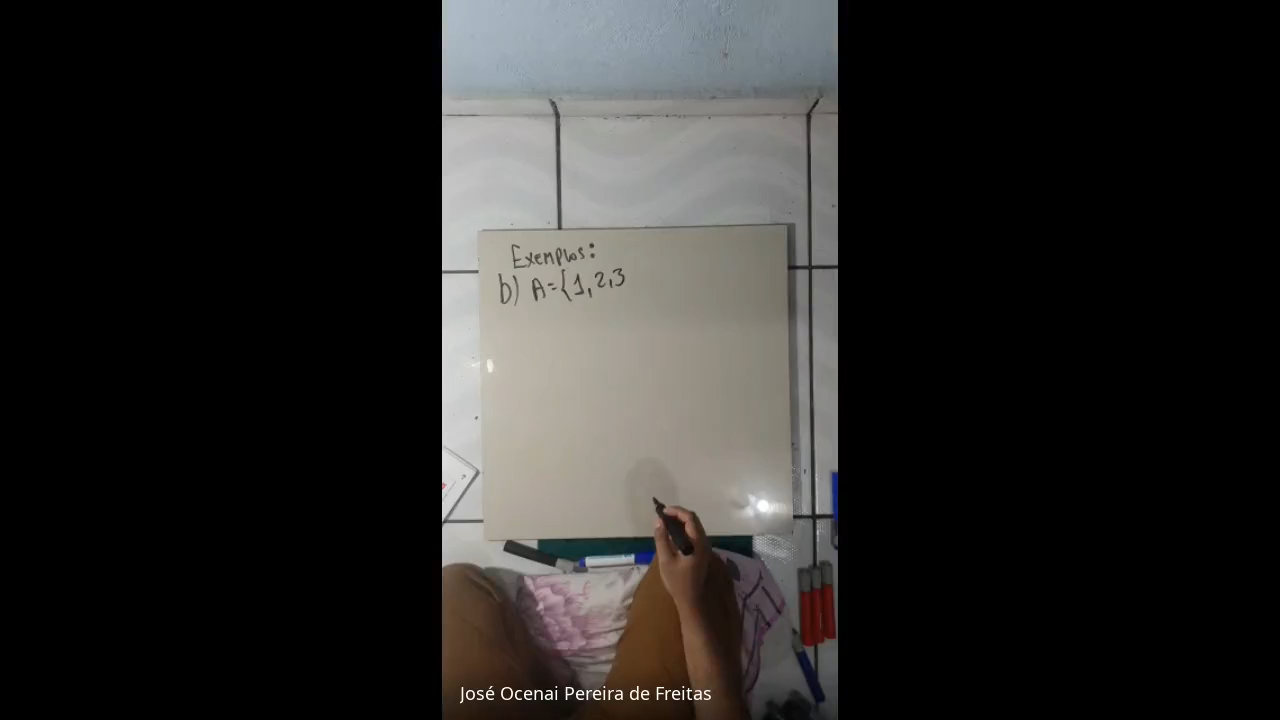 Exemplos:
b) A={1,2,3
José Ocenai Pereira de Freitas